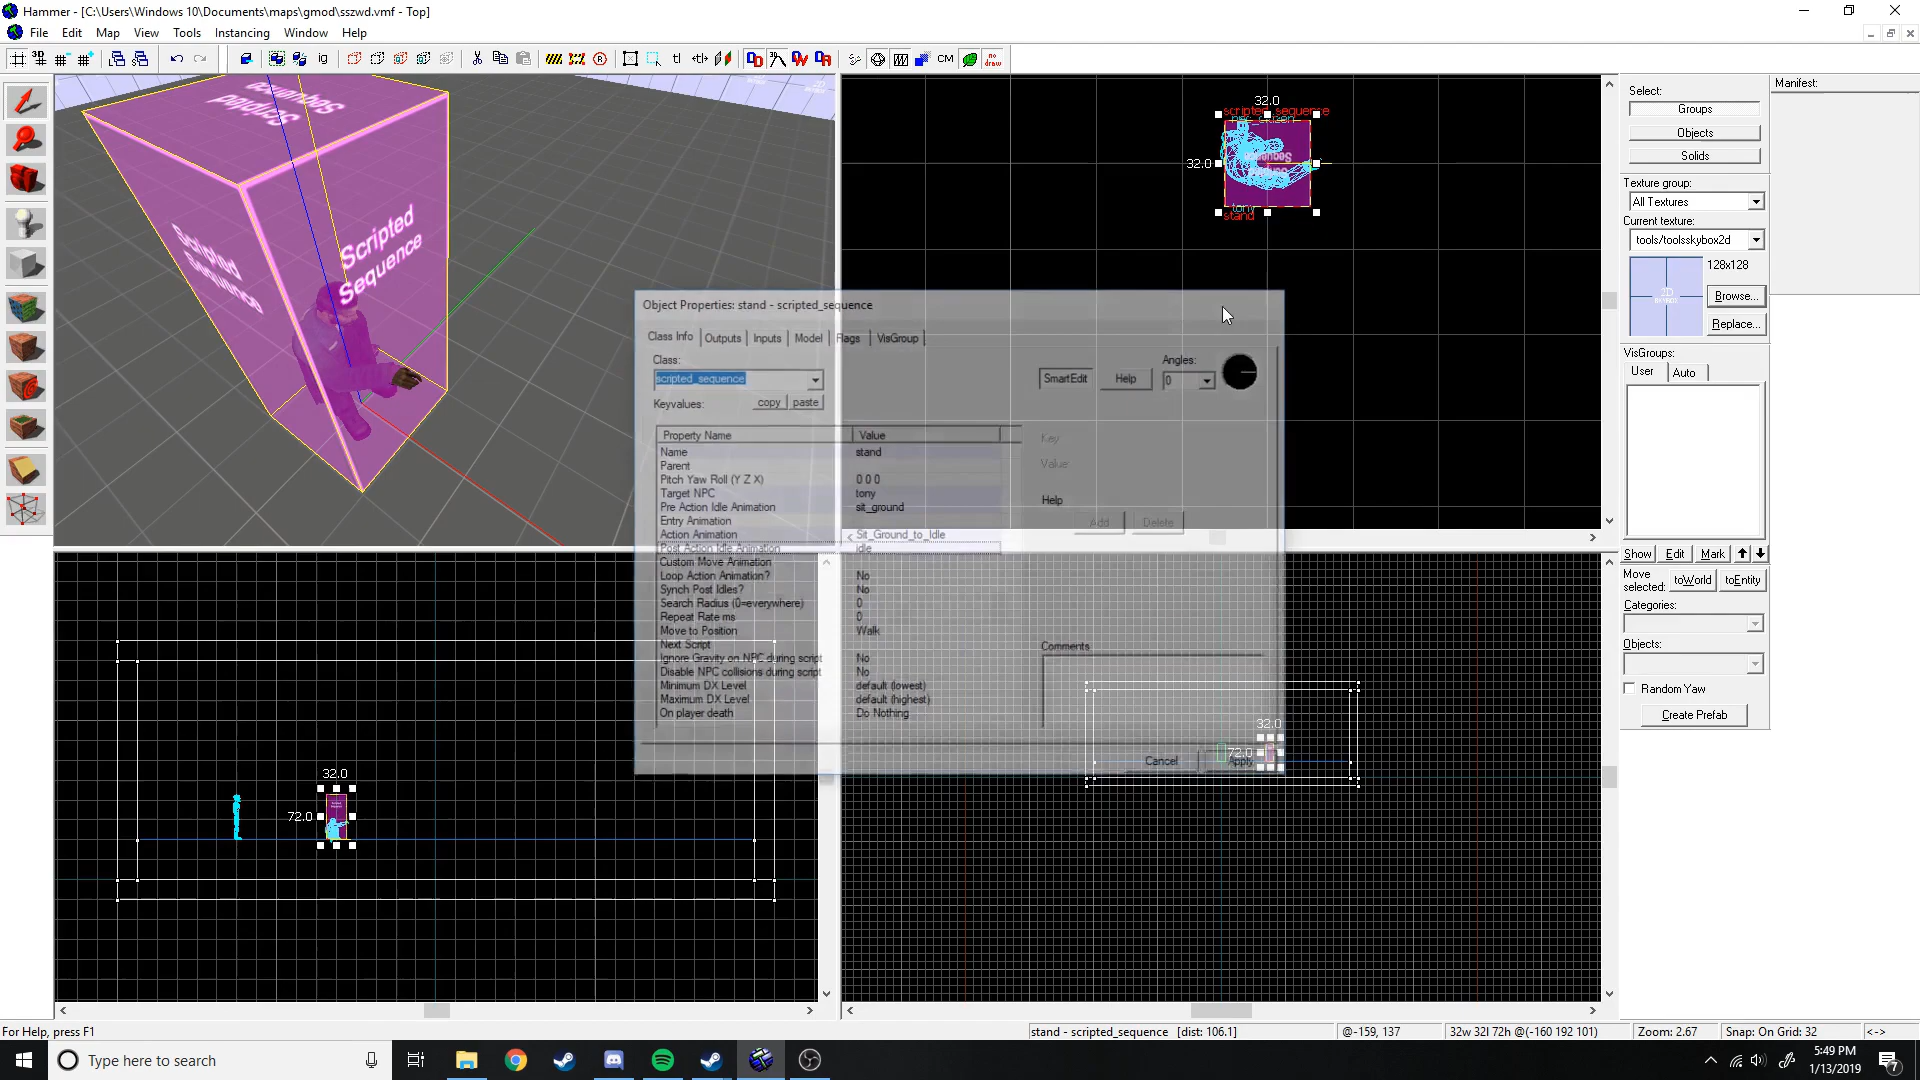 Hammer - [C:\Users\Windows 10\Documents\maps\gmod\sszwd.vmf - Top]
File Edit Map View Tools Instancing Window Help
Scripted Sequence
Scripted
Sequence
Scripted
Sequence
32.0
scripted_sequence
npc_citizen
32.0
Sequence
tony
stand
Object Properties: stand - scripted_sequence
Class Info Outputs Inputs Model Flags VisGroup
Class:
scripted_sequence
Keyvalues: copy paste
SmartEdit Help
Angles:
0
Property Name Value
Name stand
Parent
Pitch Yaw Roll (Y Z X) 0 0 0
Target NPC tony
Pre Action Idle Animation sit_ground
Entry Animation
Action Animation Sit_Ground_to_Idle
Post Action Idle Animation idle
Custom Move Animation
Loop Action Animation? No
Synch Post Idles? No
Search Radius (0=everywhere) 0
Repeat Rate ms 0
Move to Position Walk
Next Script
Ignore Gravity on NPC during script No
Disable NPC collisions during script No
Minimum DX Level default (lowest)
Maximum DX Level default (highest)
On player death Do Nothing
Key
Value
Help
Add Delete
Comments
Cancel Apply
32.0
72.0
32.0
72.0
Select:
Groups
Objects
Solids
Texture group:
All Textures
Current texture:
tools/toolsskybox2d
128x128
2D
Browse...
Replace...
VisGroups:
User Auto
Show Edit Mark
Move
selected: toWorld toEntity
Categories:
Objects:
Random Yaw
Create Prefab
Manifest:
For Help, press F1
stand - scripted_sequence [dist: 106.1]
@-159, 137
32w 32l 72h @(-160 192 101)
Zoom: 2.67
Snap: On Grid: 32
<->
Type here to search
5:49 PM
1/13/2019
7